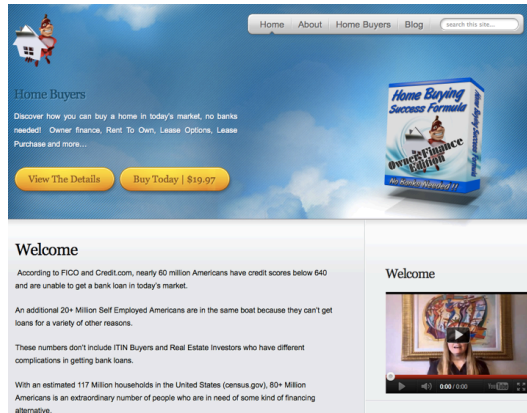 Home About Home Buyers Blog search this site...
Home Buyers
Discover how you can buy a home in today's market, no banks
needed! Owner finance, Rent To Own, Lease Options, Lease
Purchase and more...
View The Details Buy Today | $19.97
Home Buying
Success Formula
Owner Finance
Edition
No Banks Needed !!
Home Buying Success Formula
Welcome
According to FICO and Credit.com, nearly 60 million Americans have credit scores below 640
and are unable to get a bank loan in today's market.
An additional 20+ Million Self Employed Americans are in the same boat because they can't get
loans for a variety of other reasons.
These numbers don't include ITIN Buyers and Real Estate Investors who have different
complications in getting bank loans.
With an estimated 117 Million households in the United States (census.gov), 80+ Million
Americans is an extraordinary number of people who are in need of some kind of financing
alternative.
Welcome
0:00 / 0:00 YouTube